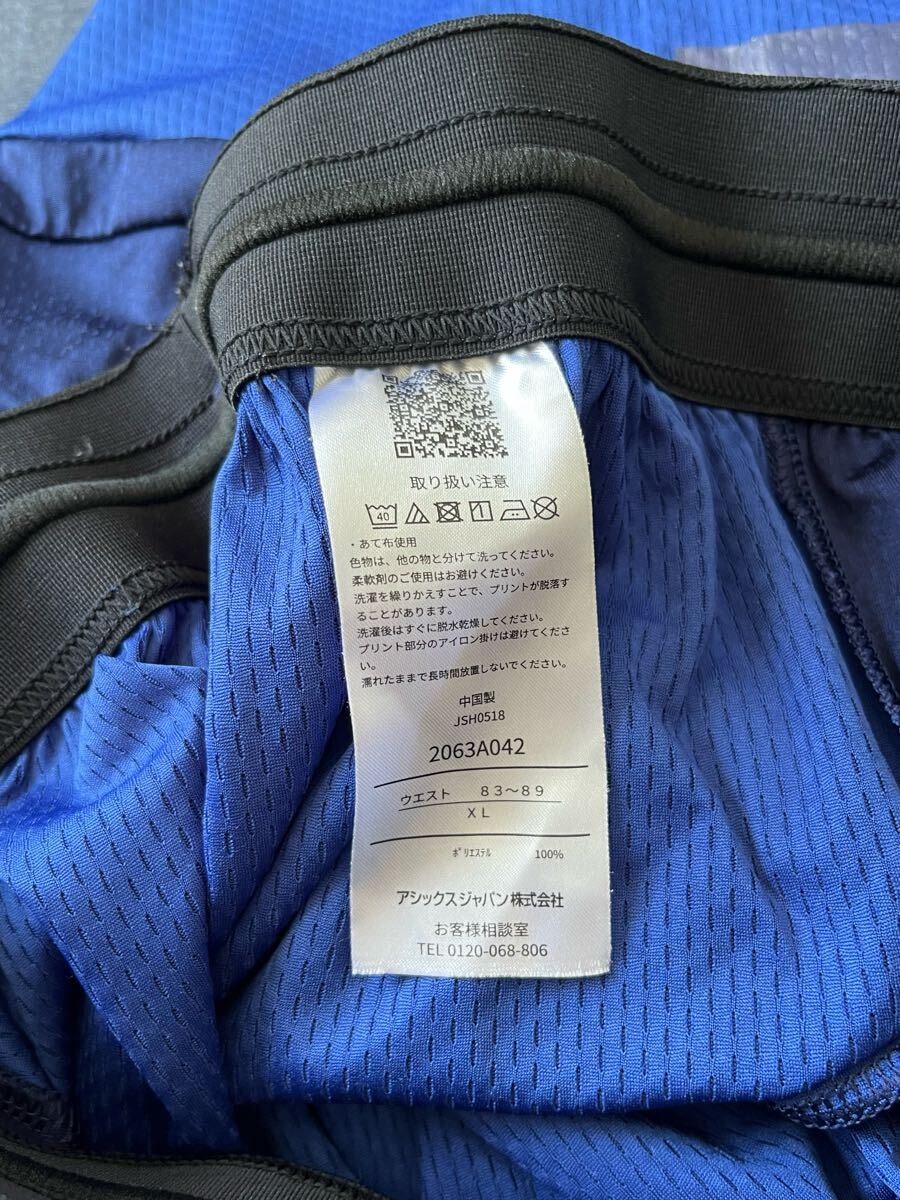 取り扱い注意
40
・あて布使用
色物は、他の物と分けて洗ってください。
柔軟剤のご使用はお避けください。
洗濯を繰りかえすことで、プリントが脱落す
ることがあります。
洗濯後はすぐに脱水乾燥してください。
プリント部分のアイロン掛けは避けてくださ
い。
濡れたままで長時間放置しないでください。
中国製
JSH0518
2063A042
ウエスト 83〜89
XL
ポリエステル 100%
アシックスジャパン株式会社
お客様相談室
TEL 0120-068-806